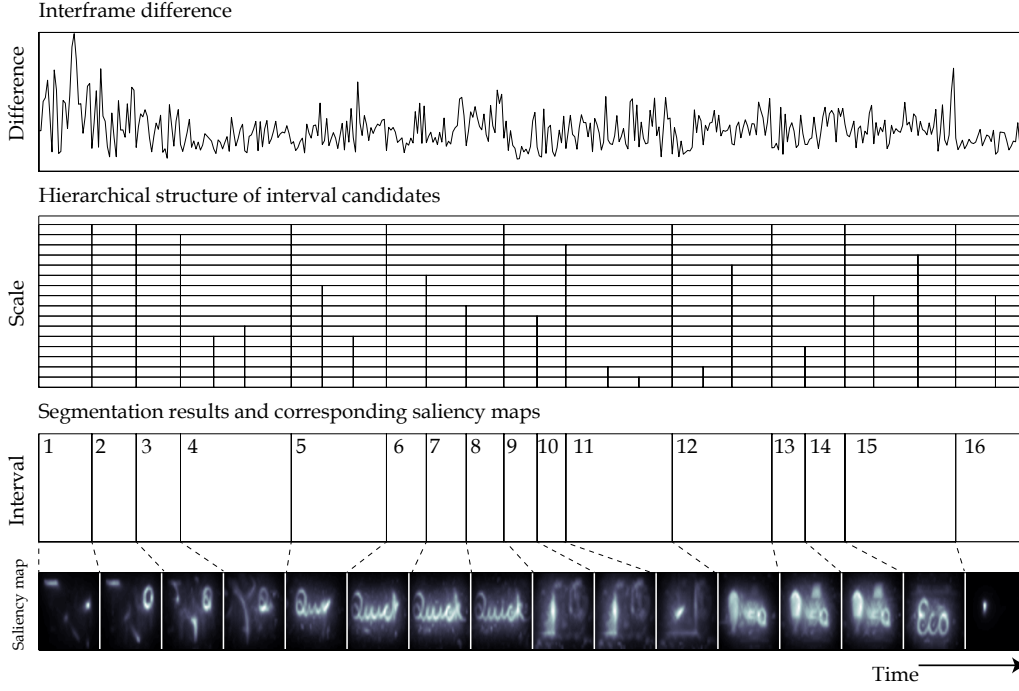 Interframe difference
Difference
Hierarchical structure of interval candidates
Scale
Segmentation results and corresponding saliency maps
Interval
1 2 3 4 5 6 7 8 9 10 11 12 13 14 15 16
Saliency map
Quick Quick Quick Eco
Time